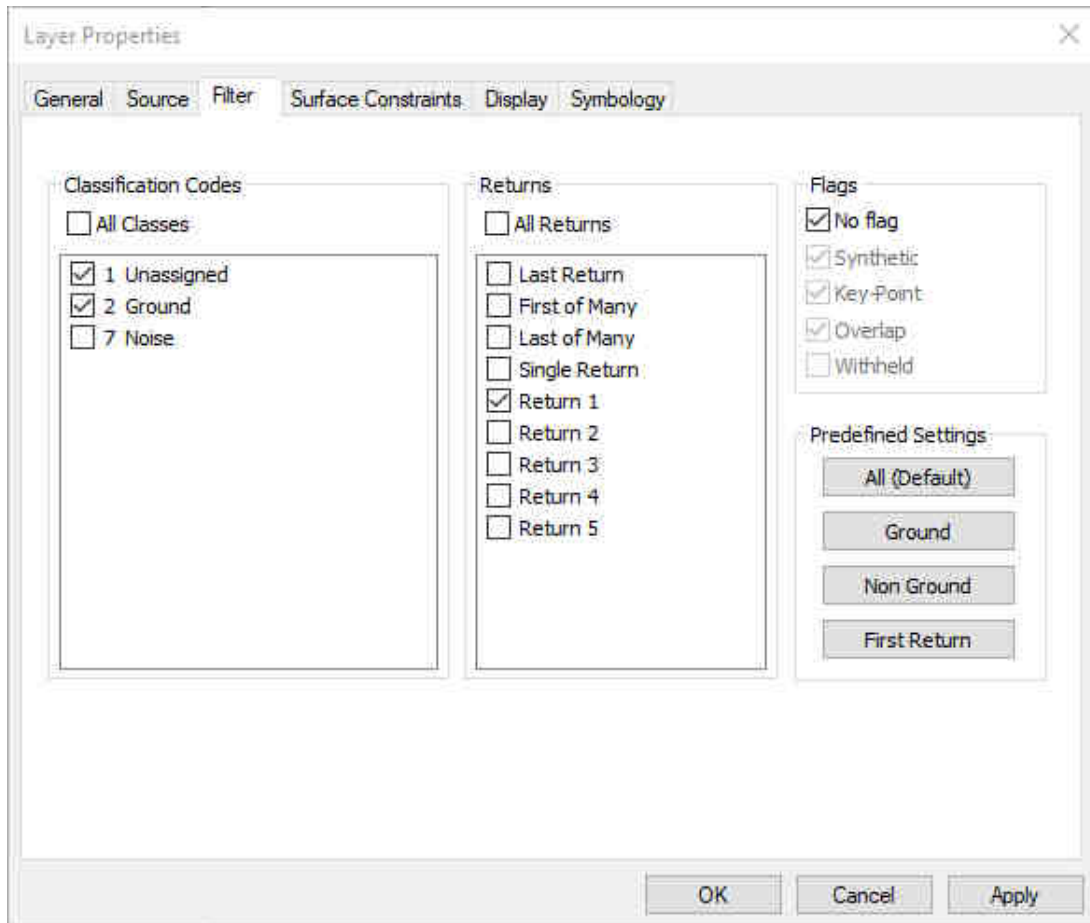 Layer Properties
General Source Filter Surface Constraints Display Symbology
Classification Codes
All Classes
1 Unassigned
2 Ground
7 Noise
Returns
All Returns
Last Return
First of Many
Last of Many
Single Return
Return 1
Return 2
Return 3
Return 4
Return 5
Flags
No flag
Synthetic
Key-Point
Overlap
Withheld
Predefined Settings
All (Default)
Ground
Non Ground
First Return
OK Cancel Apply